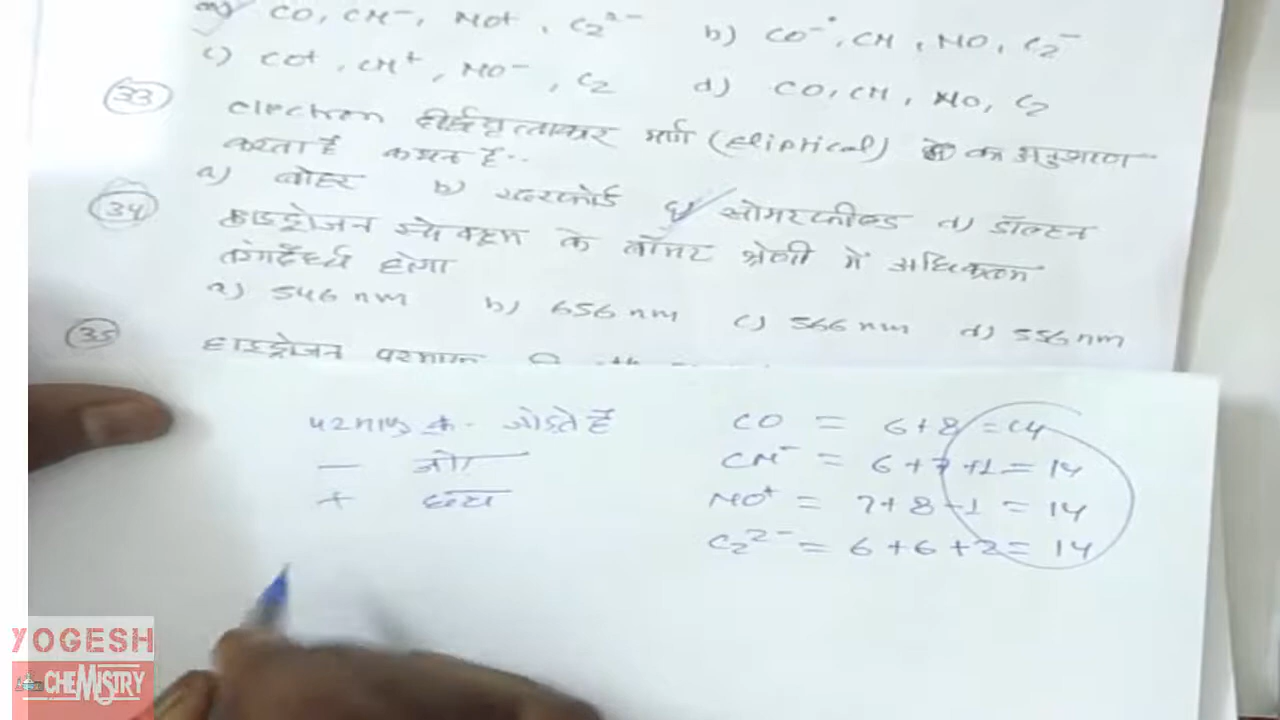 a) CO, CN⁻, NO⁺, C₂²⁻ b) CO⁻, CN, NO, C₂⁻
c) CO⁺, CN⁺, NO⁻, C₂ d) CO, CN, NO, C₂
33 electron दीर्घवृत्ताकार मार्ग (Eliptical) का अनुशरण
करता है कथन है..
a) बोहर b) रदरफोर्ड c) सोमरफील्ड d) डॉल्टन
34 हाइड्रोजन स्पेक्ट्रम के बॉमर श्रेणी में अधिकतम
तंगदैर्ध्य होगा
a) 546 nm b) 656 nm c) 566 nm d) 556 nm
35 हाइड्रोजन परमाणु
परमाणु क्र. जोड़ते हैं
— जोग
+ घटाव
CO = 6+8 =14
CN⁻ = 6+7+1 = 14
NO⁺ = 7+8-1 = 14
C₂²⁻ = 6+6+2= 14
YOGESH
CHEMISTRY